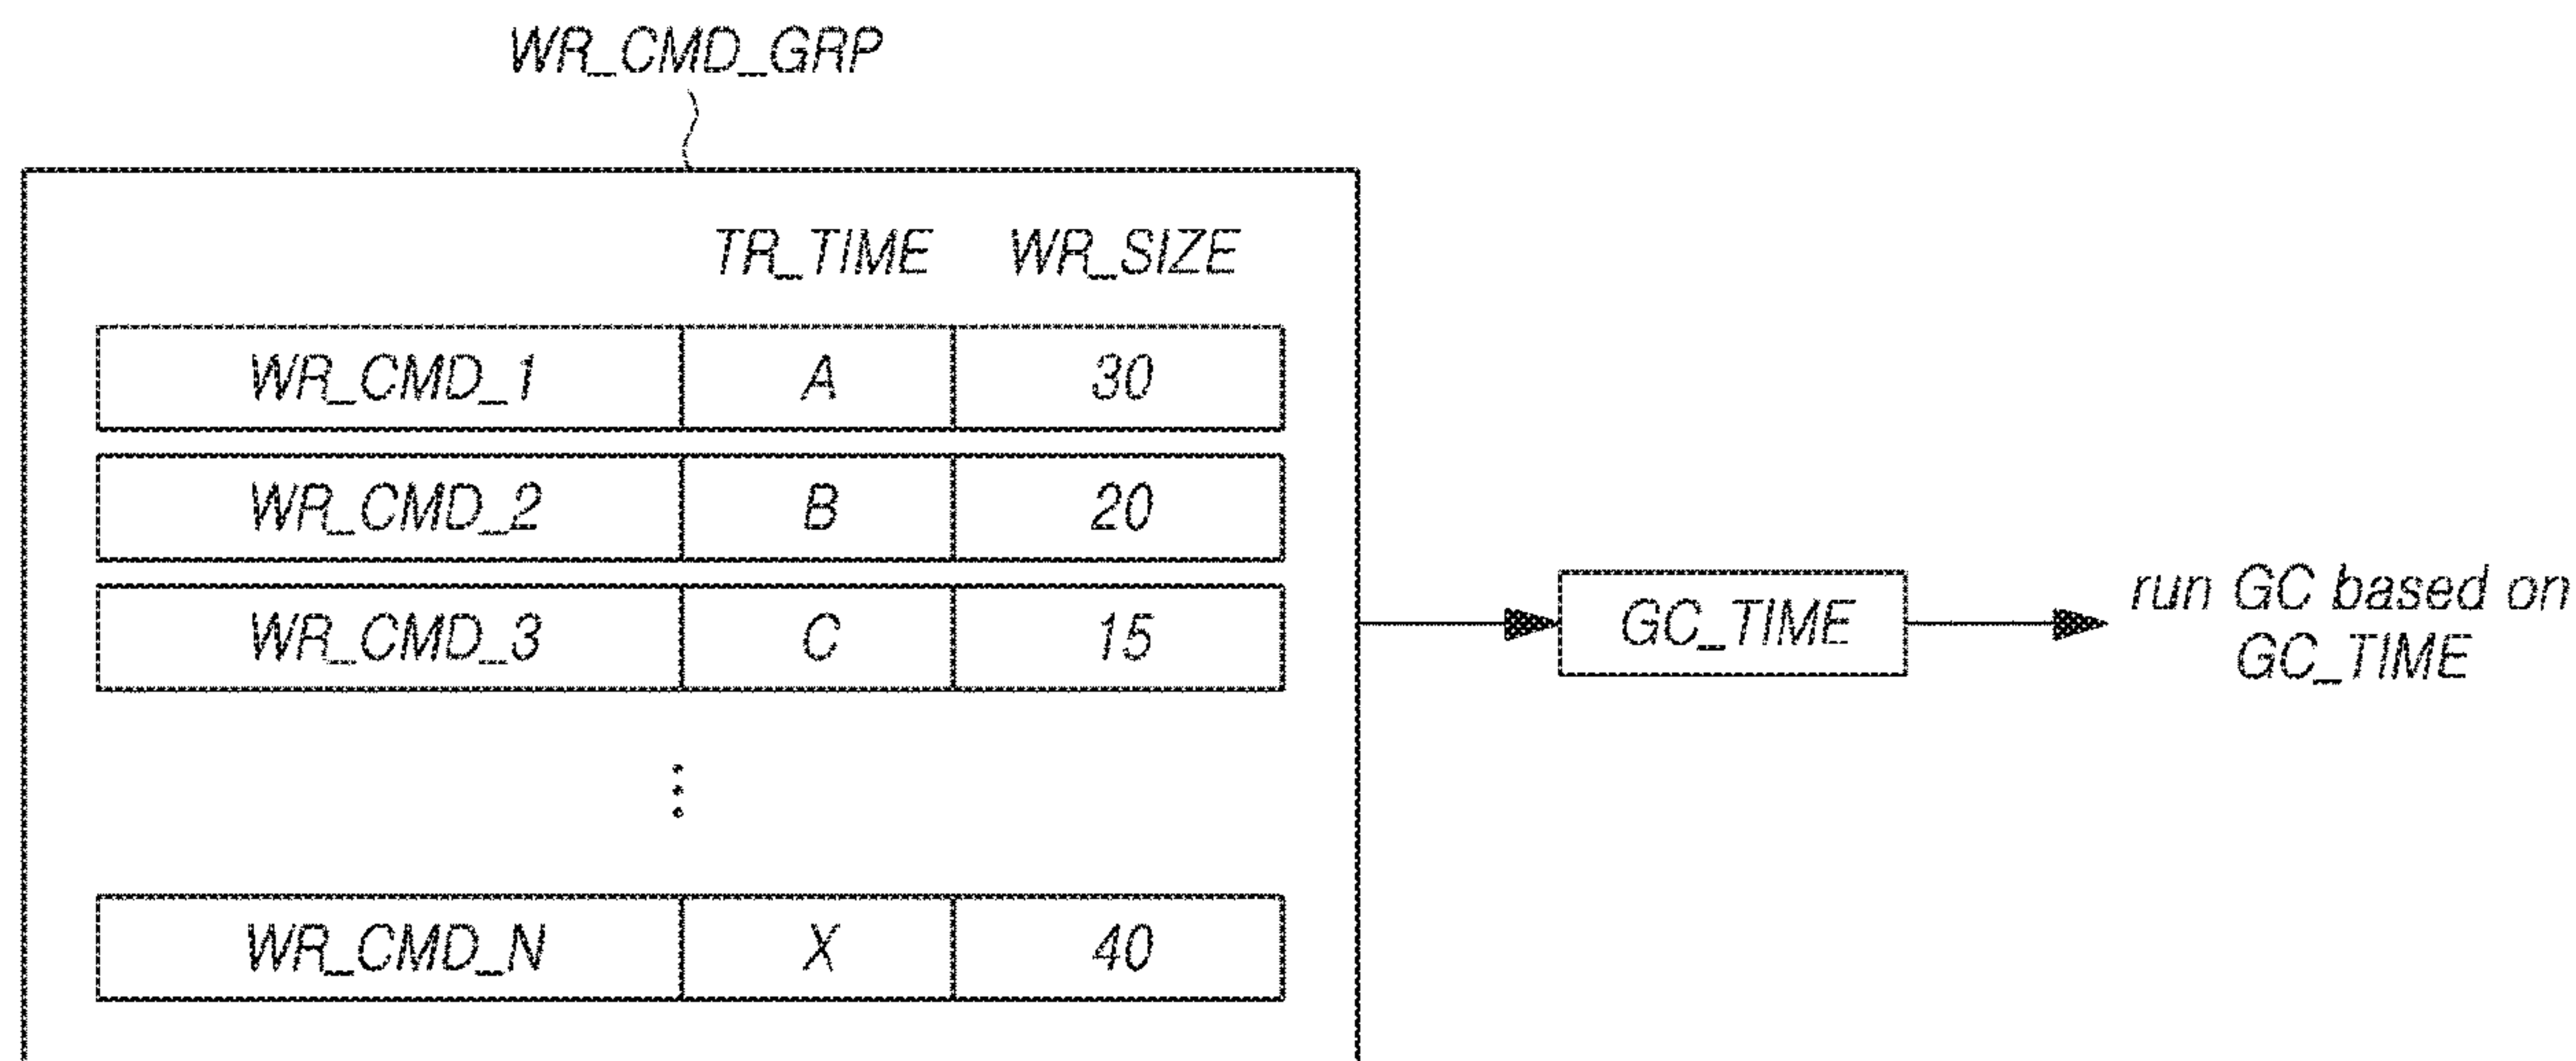 WR_CMD_GRP
TR_TIME WR_SIZE
WR_CMD_1 A 30
WR_CMD_2 B 20
WR_CMD_3 C 15
WR_CMD_N X 40
GC_TIME
run GC based on
GC_TIME